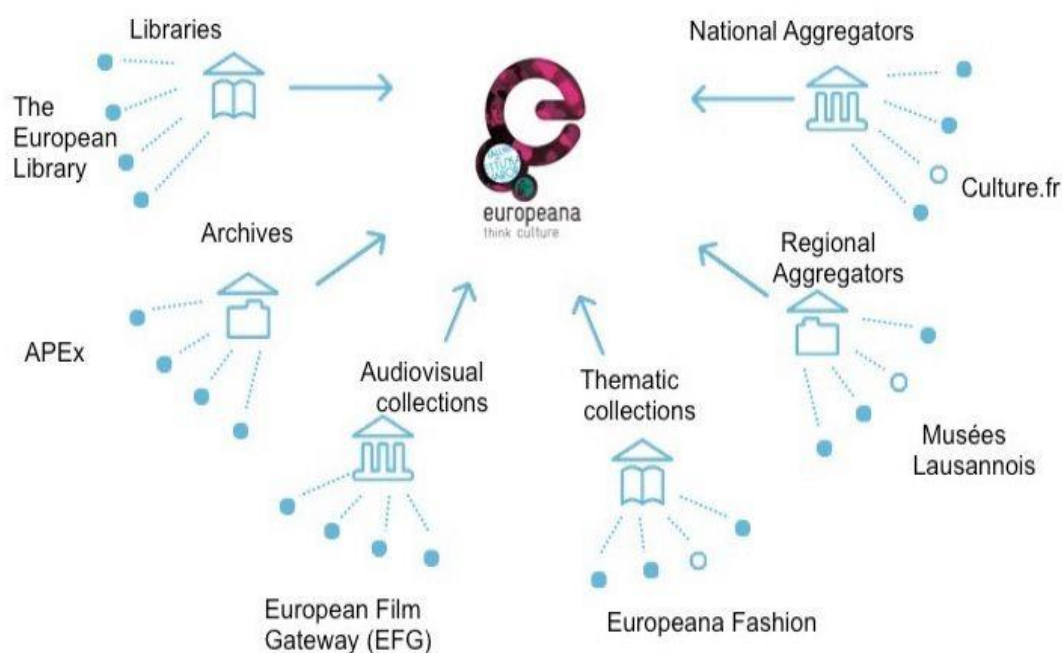 Libraries
National Aggregators
The
European
Library
Culture.fr
europeana
think culture
Archives
Regional
Aggregators
APEx
Audiovisual
collections
Thematic
collections
Musées
Lausannois
European Film
Gateway (EFG)
Europeana Fashion